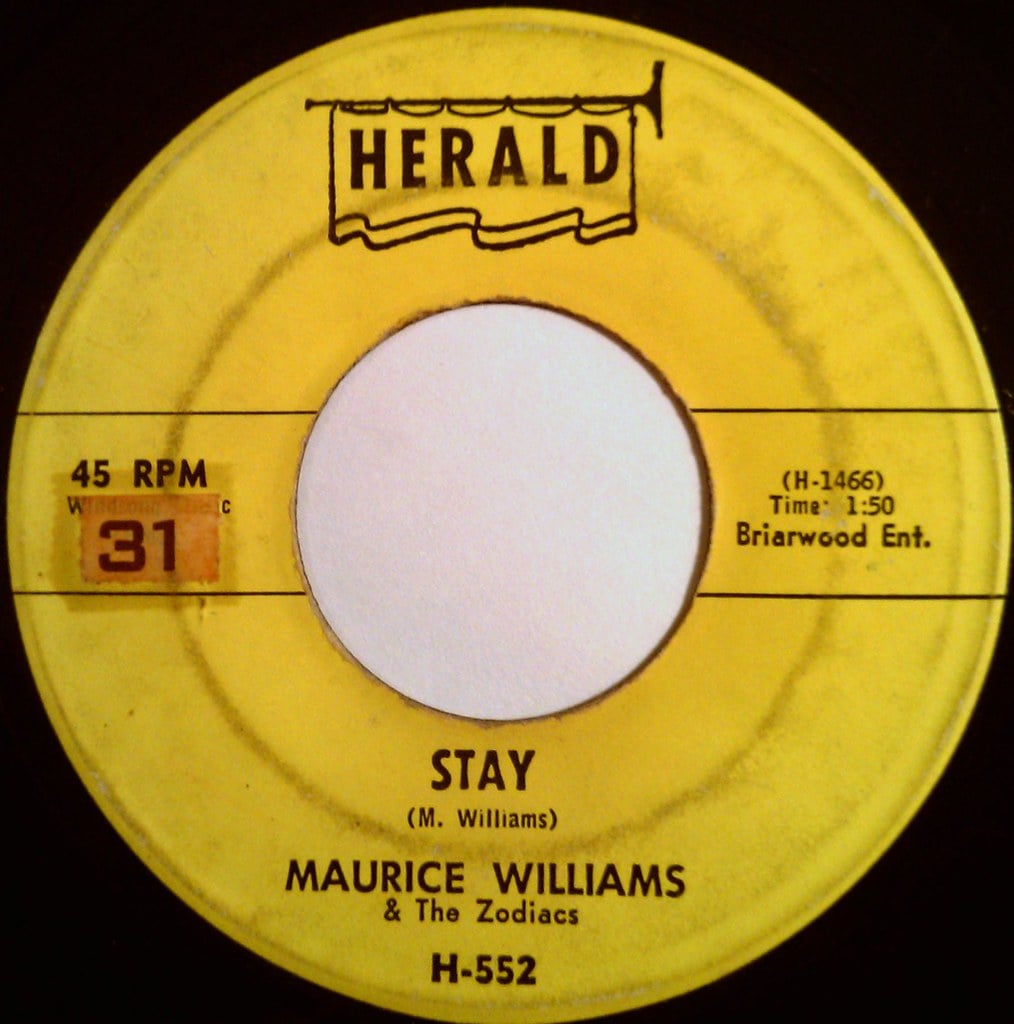 HERALD
45 RPM
31
(H-1466)
Time: 1:50
Briarwood Ent.
STAY
(M. Williams)
MAURICE WILLIAMS
& The Zodiacs
H-552